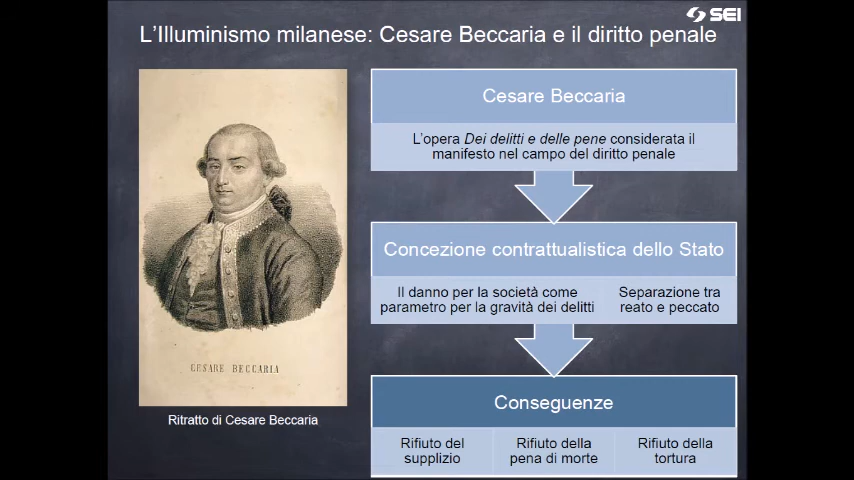 SEI
L'Illuminismo milanese: Cesare Beccaria e il diritto penale
CESARE BECCARIA
Ritratto di Cesare Beccaria
Cesare Beccaria
L'opera Dei delitti e delle pene considerata il
manifesto nel campo del diritto penale
Concezione contrattualistica dello Stato
Il danno per la società come
parametro per la gravità dei delitti
Separazione tra
reato e peccato
Conseguenze
Rifiuto del
supplizio
Rifiuto della
pena di morte
Rifiuto della
tortura